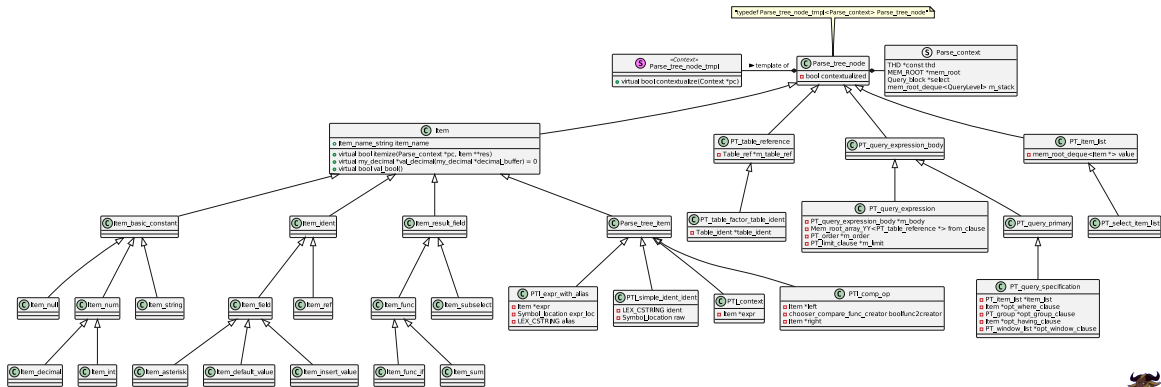 "typedef Parse_tree_node_tmpl<Parse_context> Parse_tree_node"
S «Context»
Parse_tree_node_tmpl
virtual bool contextualize(Context *pc)
template of
C Parse_tree_node
bool contextualized
S Parse_context
THD *const thd
MEM_ROOT *mem_root
Query_block *select
mem_root_deque<QueryLevel> m_stack
C Item
Item_name_string item_name
virtual bool itemize(Parse_context *pc, Item **res)
virtual my_decimal *val_decimal(my_decimal *decimal_buffer) = 0
virtual bool val_bool()
C PT_table_reference
Table_ref *m_table_ref
C PT_query_expression_body
C PT_item_list
mem_root_deque<Item *> value
C Item_basic_constant
C Item_ident
C Item_result_field
C Parse_tree_item
C PT_table_factor_table_ident
Table_ident *table_ident
C PT_query_expression
PT_query_expression_body *m_body
Mem_root_array_YY<PT_table_reference *> from_clause
PT_order *m_order
PT_limit_clause *m_limit
C PT_query_primary
C PT_select_item_list
C Item_null
C Item_num
C Item_string
C Item_field
C Item_ref
C Item_func
C Item_subselect
C PTI_expr_with_alias
Item *expr
Symbol_location expr_loc
LEX_CSTRING alias
C PTI_simple_ident_ident
LEX_CSTRING ident
Symbol_location raw
C PTI_context
Item *expr
C PTI_comp_op
Item *left
chooser_compare_func_creator boolfunc2creator
Item *right
C PT_query_specification
PT_item_list *item_list
Item *opt_where_clause
PT_group *opt_group_clause
Item *opt_having_clause
PT_window_list *opt_window_clause
C Item_decimal
C Item_int
C Item_asterisk
C Item_default_value
C Item_insert_value
C Item_func_if
C Item_sum